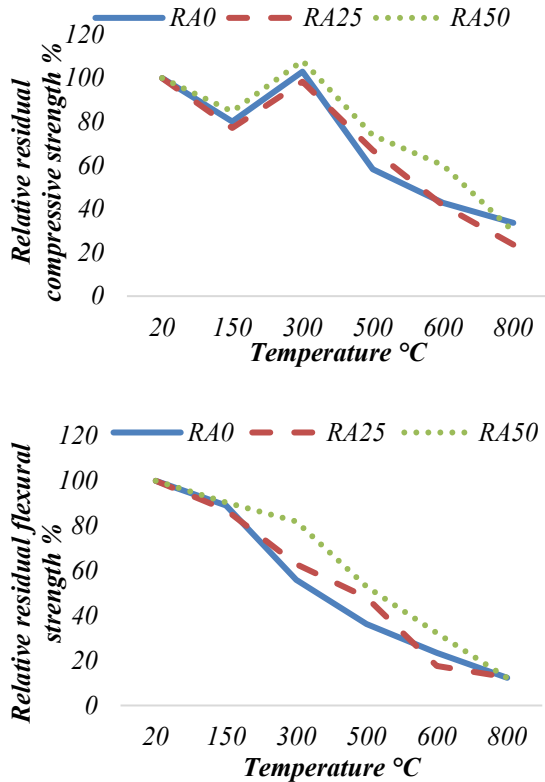 RA0 RA25 RA50
120
100
80
60
40
20
0
Relative residual
compressive strength %
20 150 300 500 600 800
Temperature °C
RA0 RA25 RA50
120
100
80
60
40
20
0
Relative residual flexural
strength %
20 150 300 500 600 800
Temperature °C